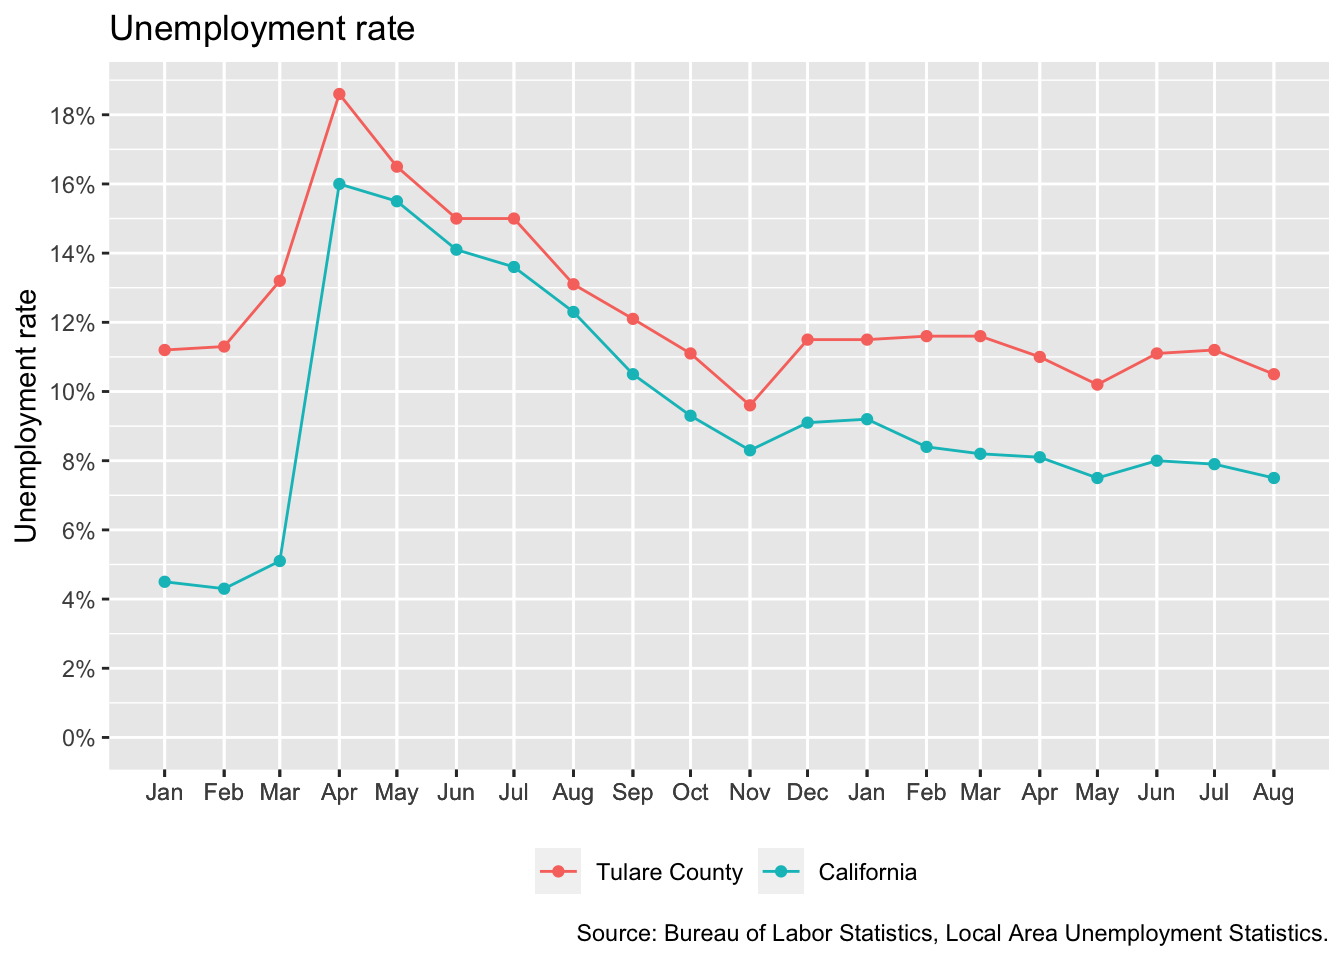 Unemployment rate
Unemployment rate
18%
16%
14%
12%
10%
8%
6%
4%
2%
0%
Jan Feb Mar Apr May Jun Jul Aug Sep Oct Nov Dec Jan Feb Mar Apr May Jun Jul Aug
Tulare County California
Source: Bureau of Labor Statistics, Local Area Unemployment Statistics.